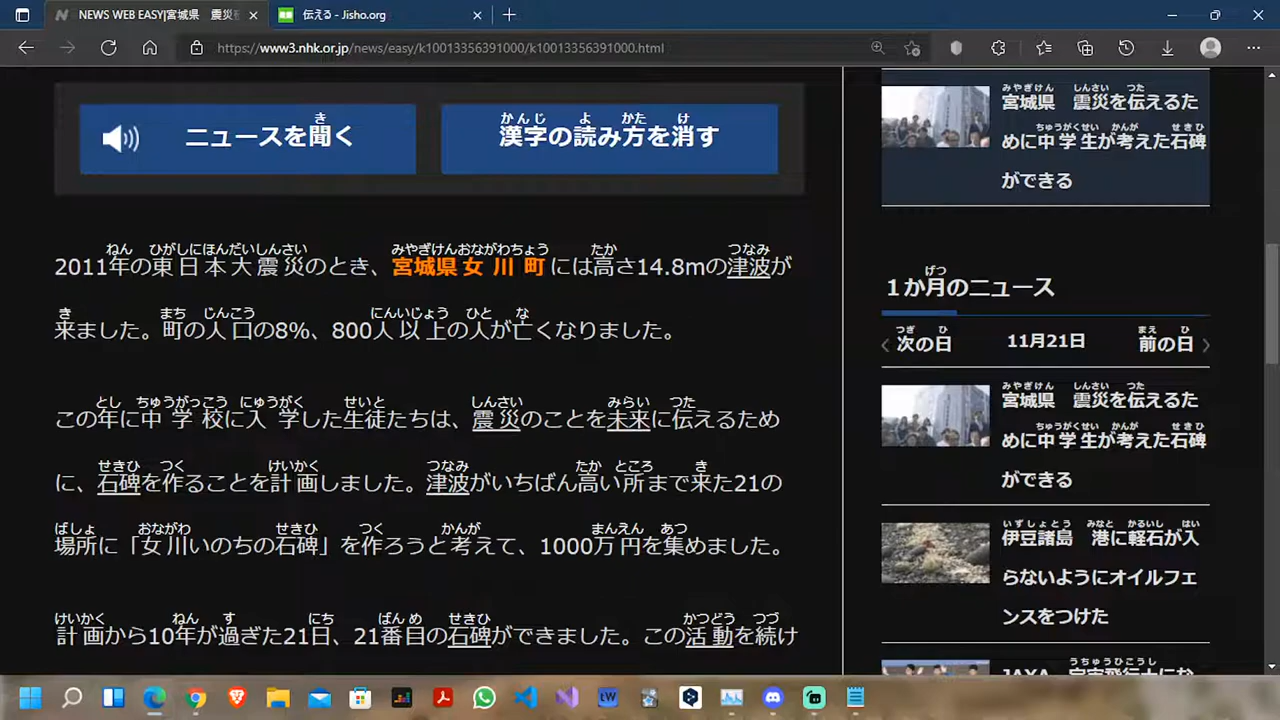 NEWS WEB EASY|宮城県　震災
伝える - Jisho.org
https://www3.nhk.or.jp/news/easy/k10013356391000/k10013356391000.html
ニュースを聞く
漢字の読み方を消す
2011年の東日本大震災のとき、宮城県女川町には高さ14.8mの津波が
来ました。町の人口の8%、800人以上の人が亡くなりました。
この年に中学校に入学した生徒たちは、震災のことを未来に伝えるため
に、石碑を作ることを計画しました。津波がいちばん高い所まで来た21の
場所に「女川いのちの石碑」を作ろうと考えて、1000万円を集めました。
計画から10年が過ぎた21日、21番目の石碑ができました。この活動を続け
宮城県　震災を伝えるた
めに中学生が考えた石碑
ができる
1か月のニュース
次の日
11月21日
前の日
宮城県　震災を伝えるた
めに中学生が考えた石碑
ができる
伊豆諸島　港に軽石が入
らないようにオイルフェ
ンスをつけた
JAXA　宇宙飛行士にな